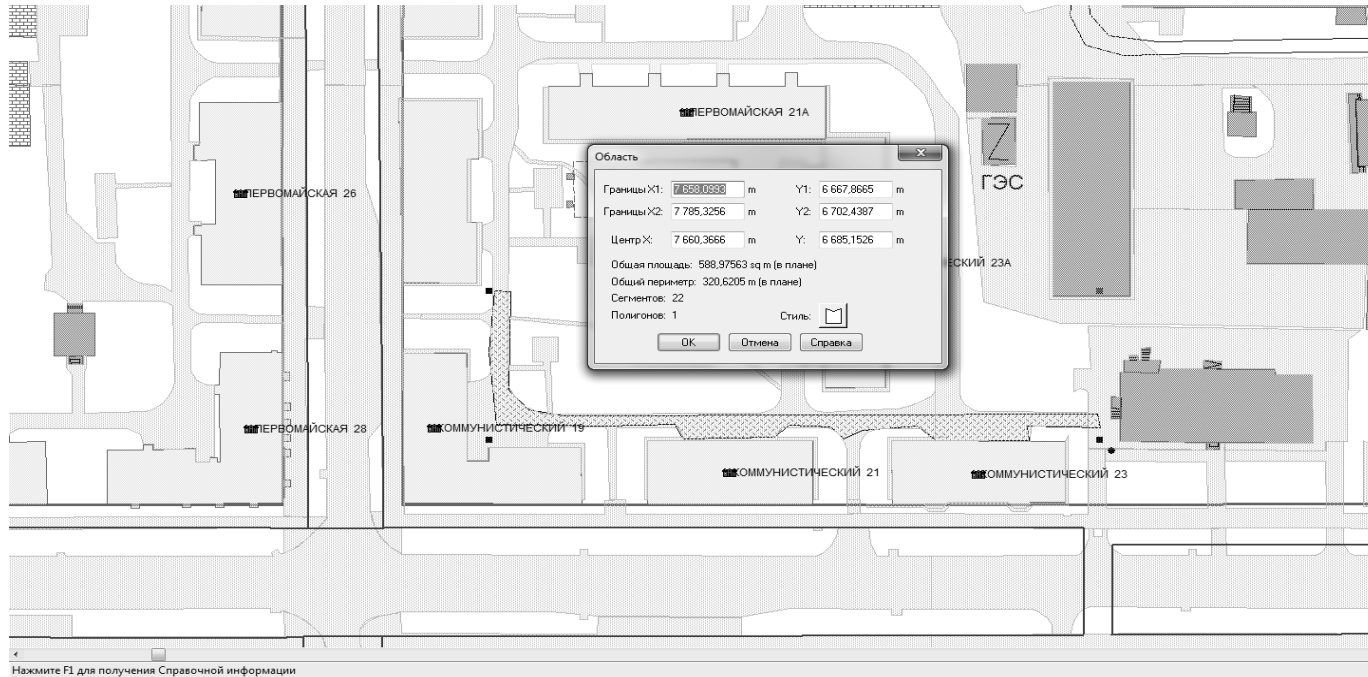 ПЕРВОМАЙСКАЯ 21А
Область
Границы X1: 7 658,0993 m Y1: 6 667,8665 m
Границы X2: 7 785,3256 m Y2: 6 702,4387 m
Центр X: 7 660,3666 m Y: 6 685,1526 m
Общая площадь: 588,97563 sq m (в плане)
Общий периметр: 320,6205 m (в плане)
Сегментов: 22
Полигонов: 1 Стиль:
ОК Отмена Справка
Z
ГЭС
ПЕРВОМАЙСКАЯ 26
ЕСКИЙ 23А
ПЕРВОМАЙСКАЯ 28
КОММУНИСТИЧЕСКИЙ 19
КОММУНИСТИЧЕСКИЙ 21
КОММУНИСТИЧЕСКИЙ 23
Нажмите F1 для получения Справочной информации